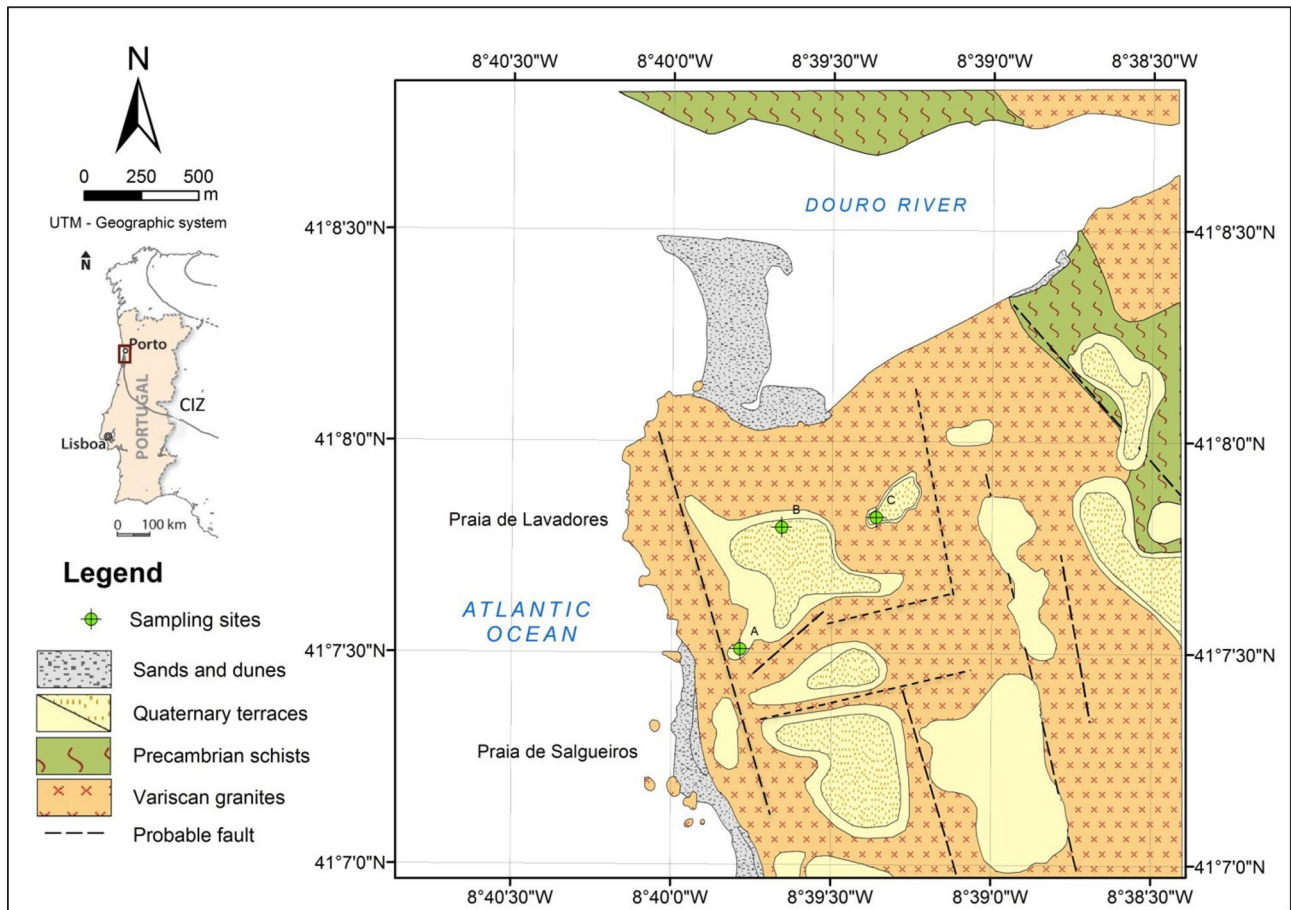 N
0 250 500
m
UTM - Geographic system
N
Porto
PORTUGAL
CIZ
Lisboa
0 100 km
Legend
Sampling sites
Sands and dunes
Quaternary terraces
Precambrian schists
Variscan granites
Probable fault
8°40'30"W 8°40'0"W 8°39'30"W 8°39'0"W 8°38'30"W
DOURO RIVER
41°8'30"N 41°8'30"N
41°8'0"N 41°8'0"N
Praia de Lavadores
B
C
ATLANTIC
OCEAN
A
41°7'30"N 41°7'30"N
Praia de Salgueiros
41°7'0"N 41°7'0"N
8°40'30"W 8°40'0"W 8°39'30"W 8°39'0"W 8°38'30"W